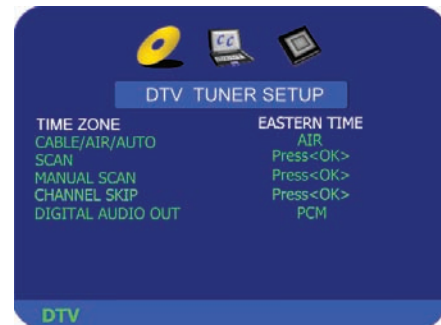 CC
DTV TUNER SETUP
TIME ZONE EASTERN TIME
CABLE/AIR/AUTO AIR
SCAN Press<OK>
MANUAL SCAN Press<OK>
CHANNEL SKIP Press<OK>
DIGITAL AUDIO OUT PCM
DTV